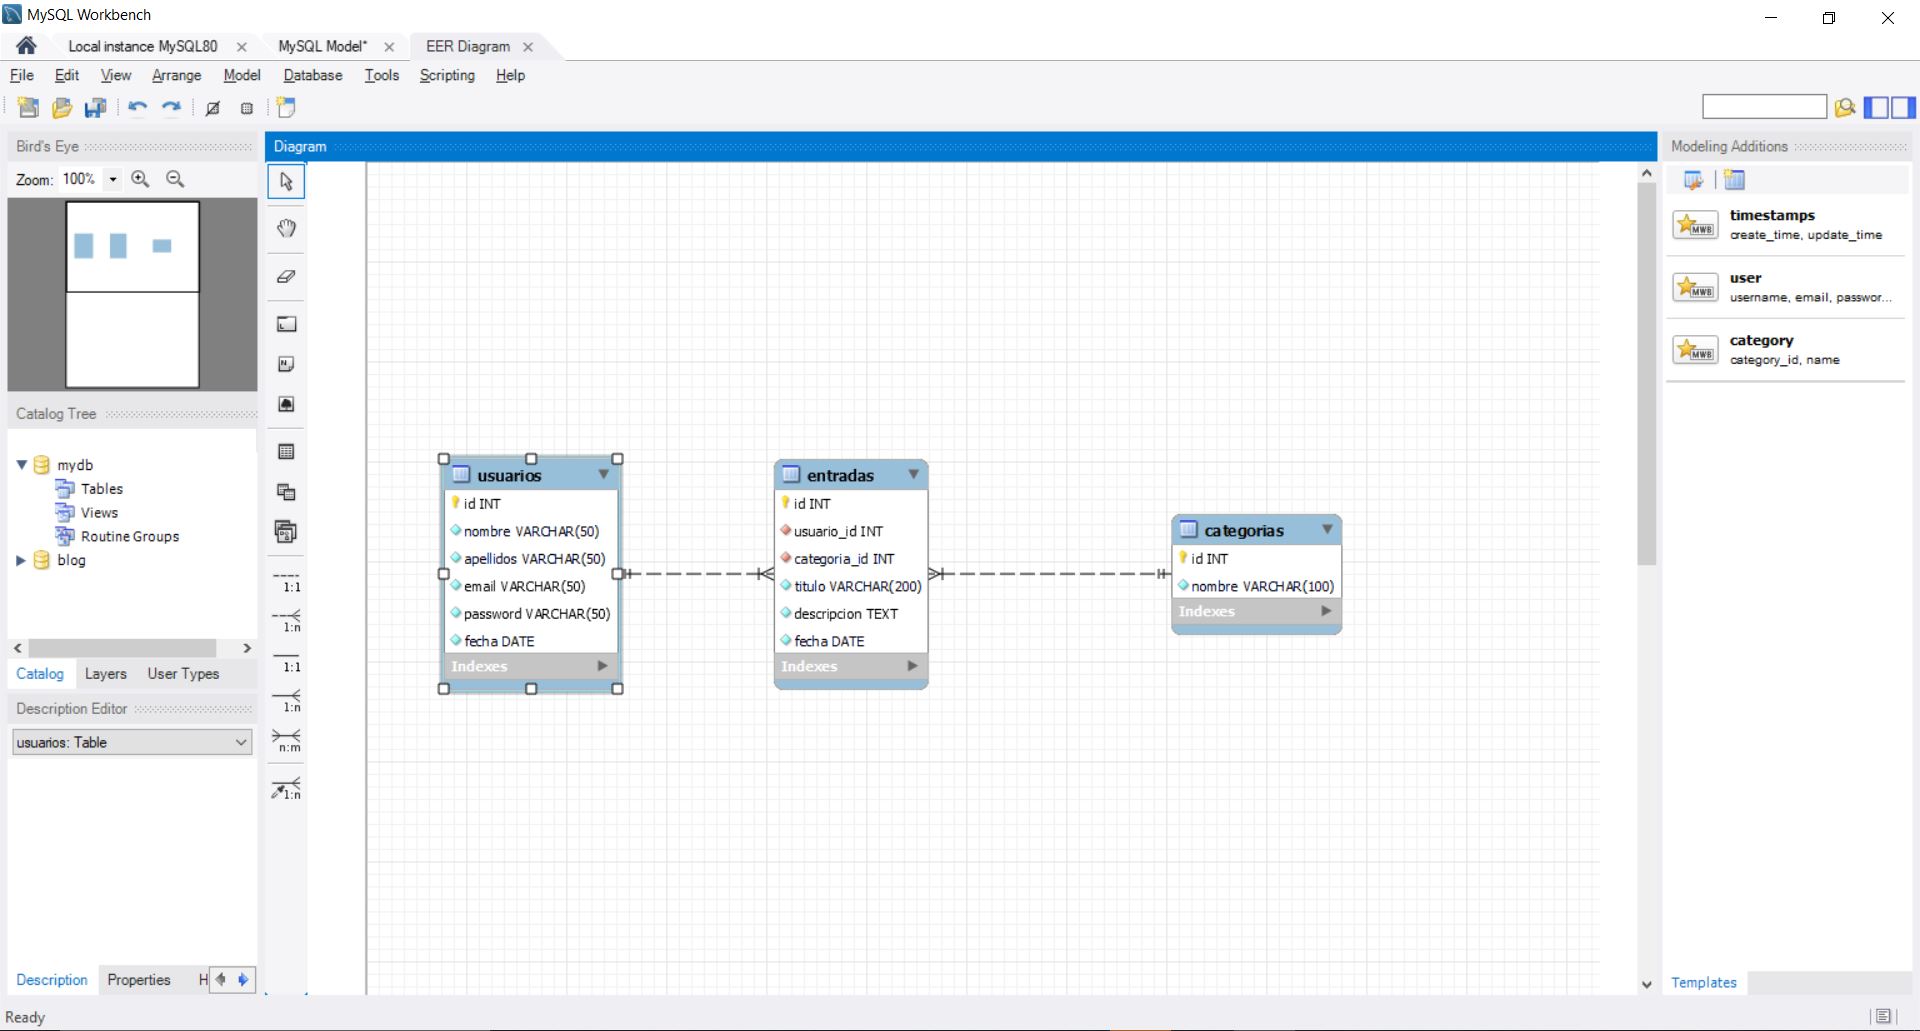 MySQL Workbench
Local instance MySQL80
MySQL Model*
EER Diagram
File Edit View Arrange Model Database Tools Scripting Help
Bird's Eye
Zoom: 100%
Catalog Tree
mydb
Tables
Views
Routine Groups
blog
Catalog Layers User Types
Description Editor
usuarios: Table
Description Properties H
Ready
Diagram
1:1
1:n
1:1
1:n
n:m
1:n
usuarios
id INT
nombre VARCHAR(50)
apellidos VARCHAR(50)
email VARCHAR(50)
password VARCHAR(50)
fecha DATE
Indexes
entradas
id INT
usuario_id INT
categoria_id INT
titulo VARCHAR(200)
descripcion TEXT
fecha DATE
Indexes
categorias
id INT
nombre VARCHAR(100)
Indexes
Modeling Additions
MWB
timestamps
create_time, update_time
MWB
user
username, email, passwor...
MWB
category
category_id, name
Templates